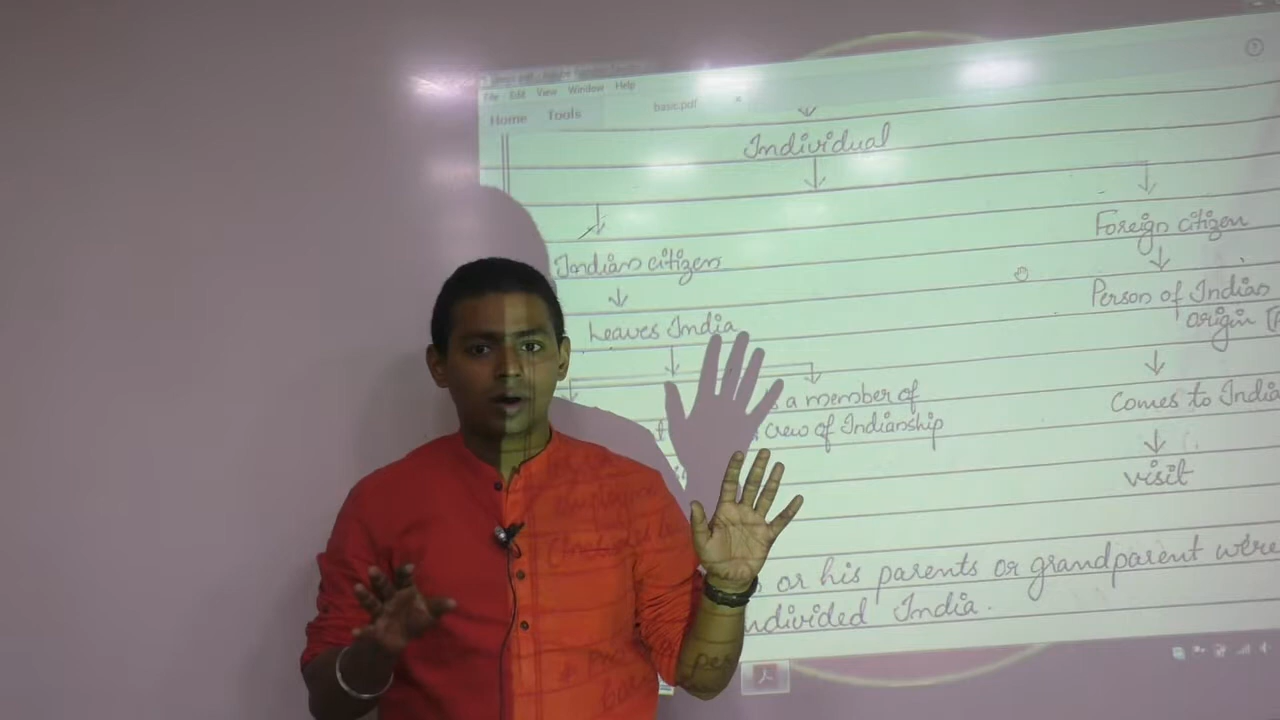 File Edit View Window Help
Home Tools basic.pdf
Individual
Indian citizen Foreign citizen
Leaves India Person of Indian
origin
is a member of Comes to India
crew of Indianship
visit
or his parents or grandparent were
undivided India.